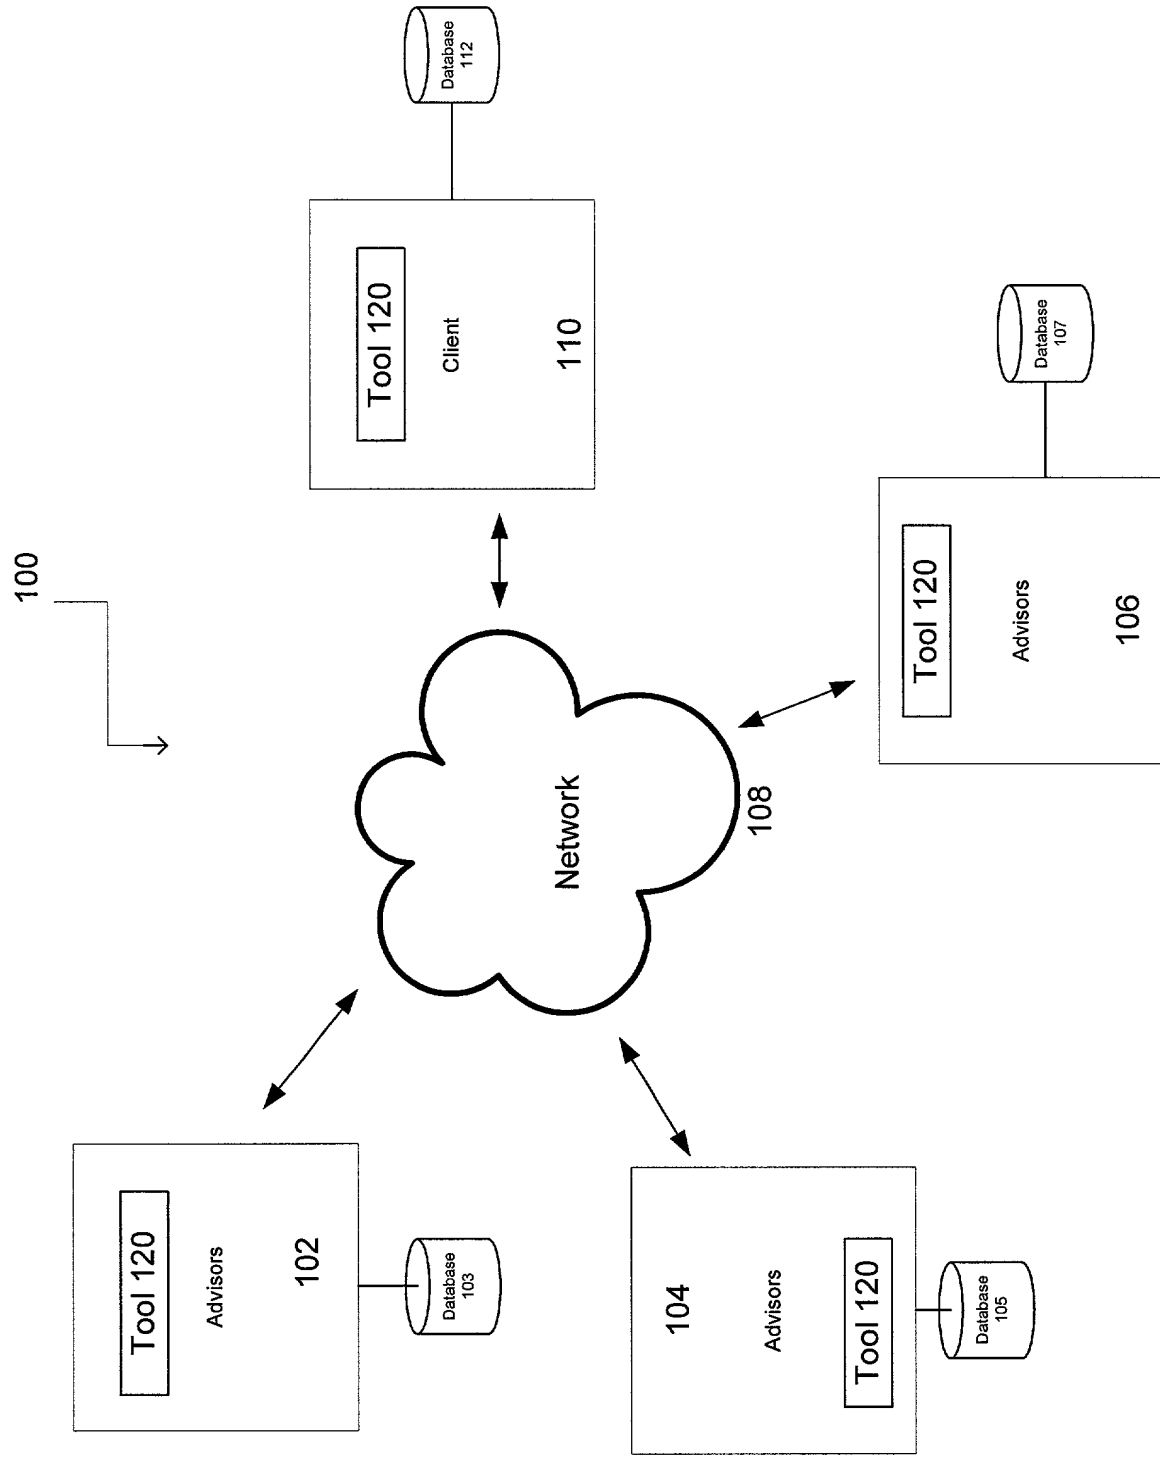 100
Tool 120
Advisors
102
Database
103
104
Advisors
Tool 120
Database
105
Network
108
Tool 120
Client
110
Database
112
Tool 120
Advisors
106
Database
107